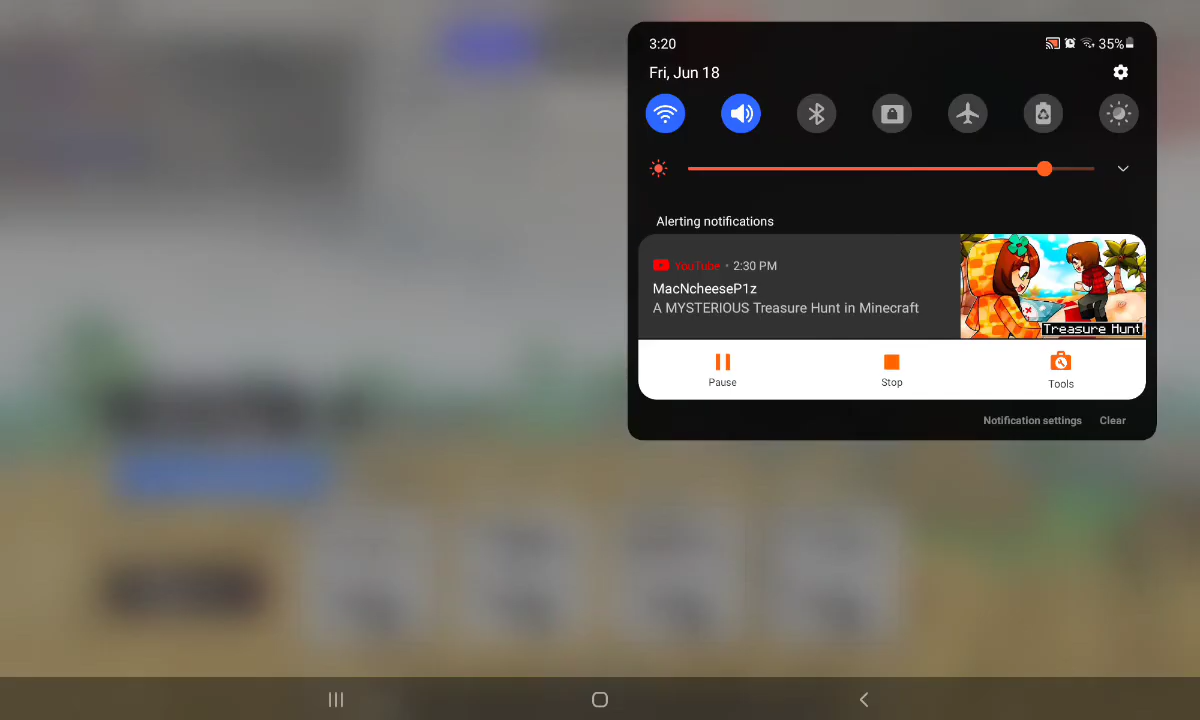 3:20
35%
Fri, Jun 18
Alerting notifications
YouTube • 2:30 PM
MacNcheeseP1z
A MYSTERIOUS Treasure Hunt in Minecraft
Treasure Hunt
Pause
Stop
Tools
Notification settings
Clear